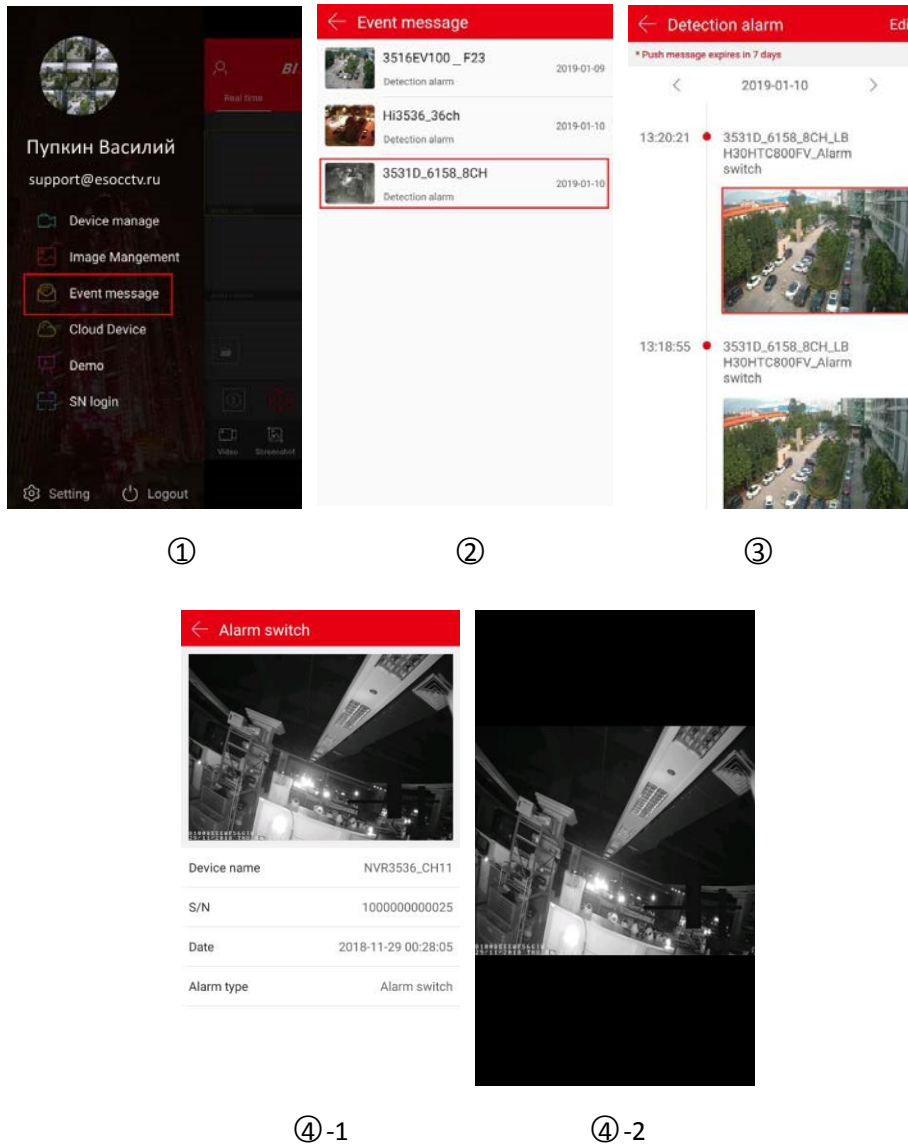 Пупкин Василий
support@esocctv.ru
Device manage
Image Mangement
Event message
Cloud Device
Demo
SN login
Setting
Logout
BI
Real time
Video
Screenshot
①
Event message
3516EV100 _ F23
Detection alarm
2019-01-09
Hi3536_36ch
Detection alarm
2019-01-10
3531D_6158_8CH
Detection alarm
2019-01-10
②
Detection alarm
Edi
* Push message expires in 7 days
< 2019-01-10 >
13:20:21
3531D_6158_8CH_LB
H30HTC800FV_Alarm
switch
13:18:55
3531D_6158_8CH_LB
H30HTC800FV_Alarm
switch
③
Alarm switch
Device name NVR3536_CH11
S/N 1000000000025
Date 2018-11-29 00:28:05
Alarm type Alarm switch
④-1
④-2